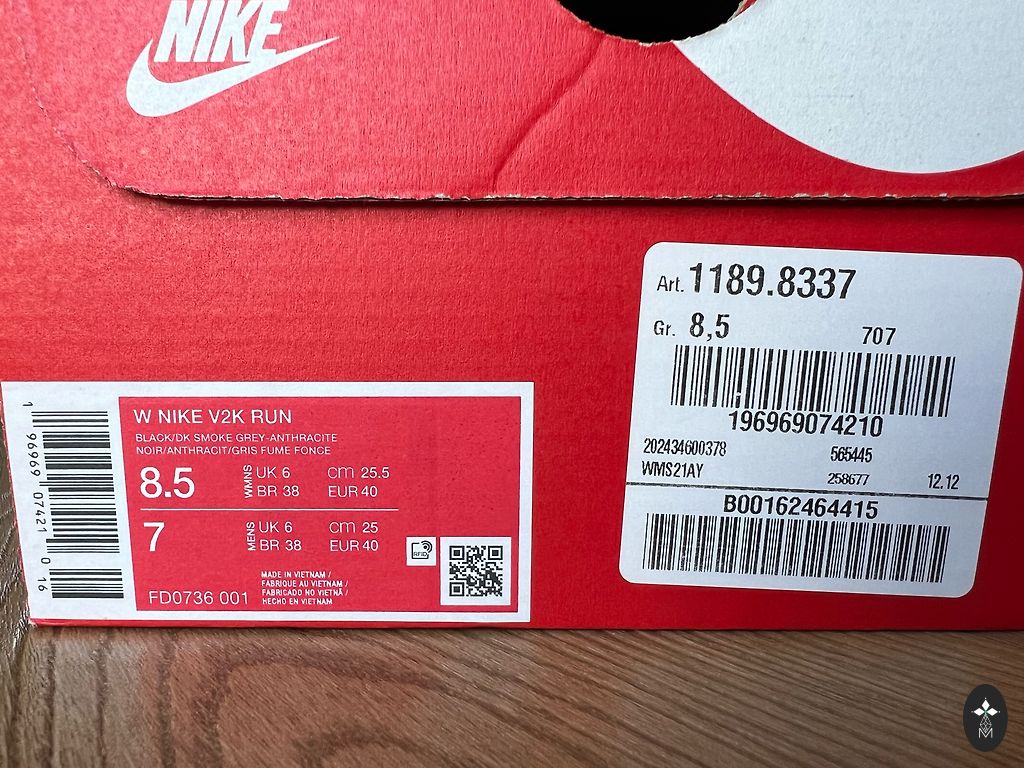 NIKE
Art. 1189.8337
Gr. 8,5 707
196969074210
202434600378 565445
WMS21AY 258677 12.12
B00162464415
1 96969 07421 0 16
W NIKE V2K RUN
BLACK/DK SMOKE GREY-ANTHRACITE
NOIR/ANTHRACIT/GRIS FUME FONCE
8.5 WMNS UK 6 cm 25.5
BR 38 EUR 40
7 MENS UK 6 cm 25
BR 38 EUR 40
RFID
MADE IN VIETNAM /
FABRIQUE AU VIETNAM /
FABRICADO NO VIETNÃ /
HECHO EN VIETNAM
FD0736 001
M